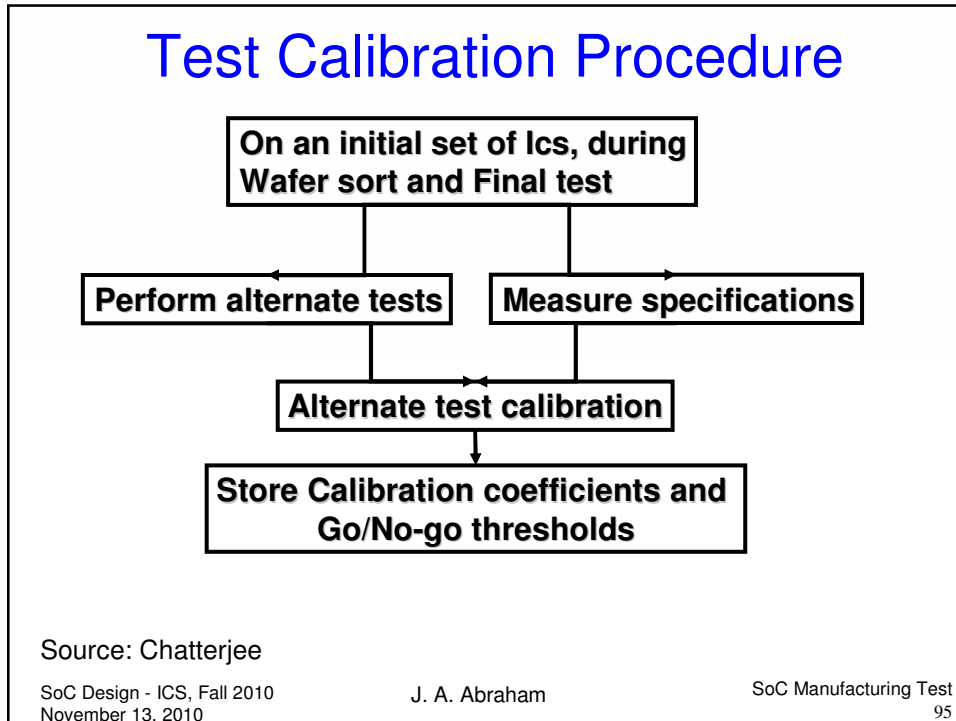 Test Calibration Procedure
On an initial set of Ics, during
Wafer sort and Final test
Perform alternate tests
Measure specifications
Alternate test calibration
Store Calibration coefficients and
Go/No-go thresholds
Source: Chatterjee
SoC Design - ICS, Fall 2010
November 13, 2010
J. A. Abraham
SoC Manufacturing Test
95